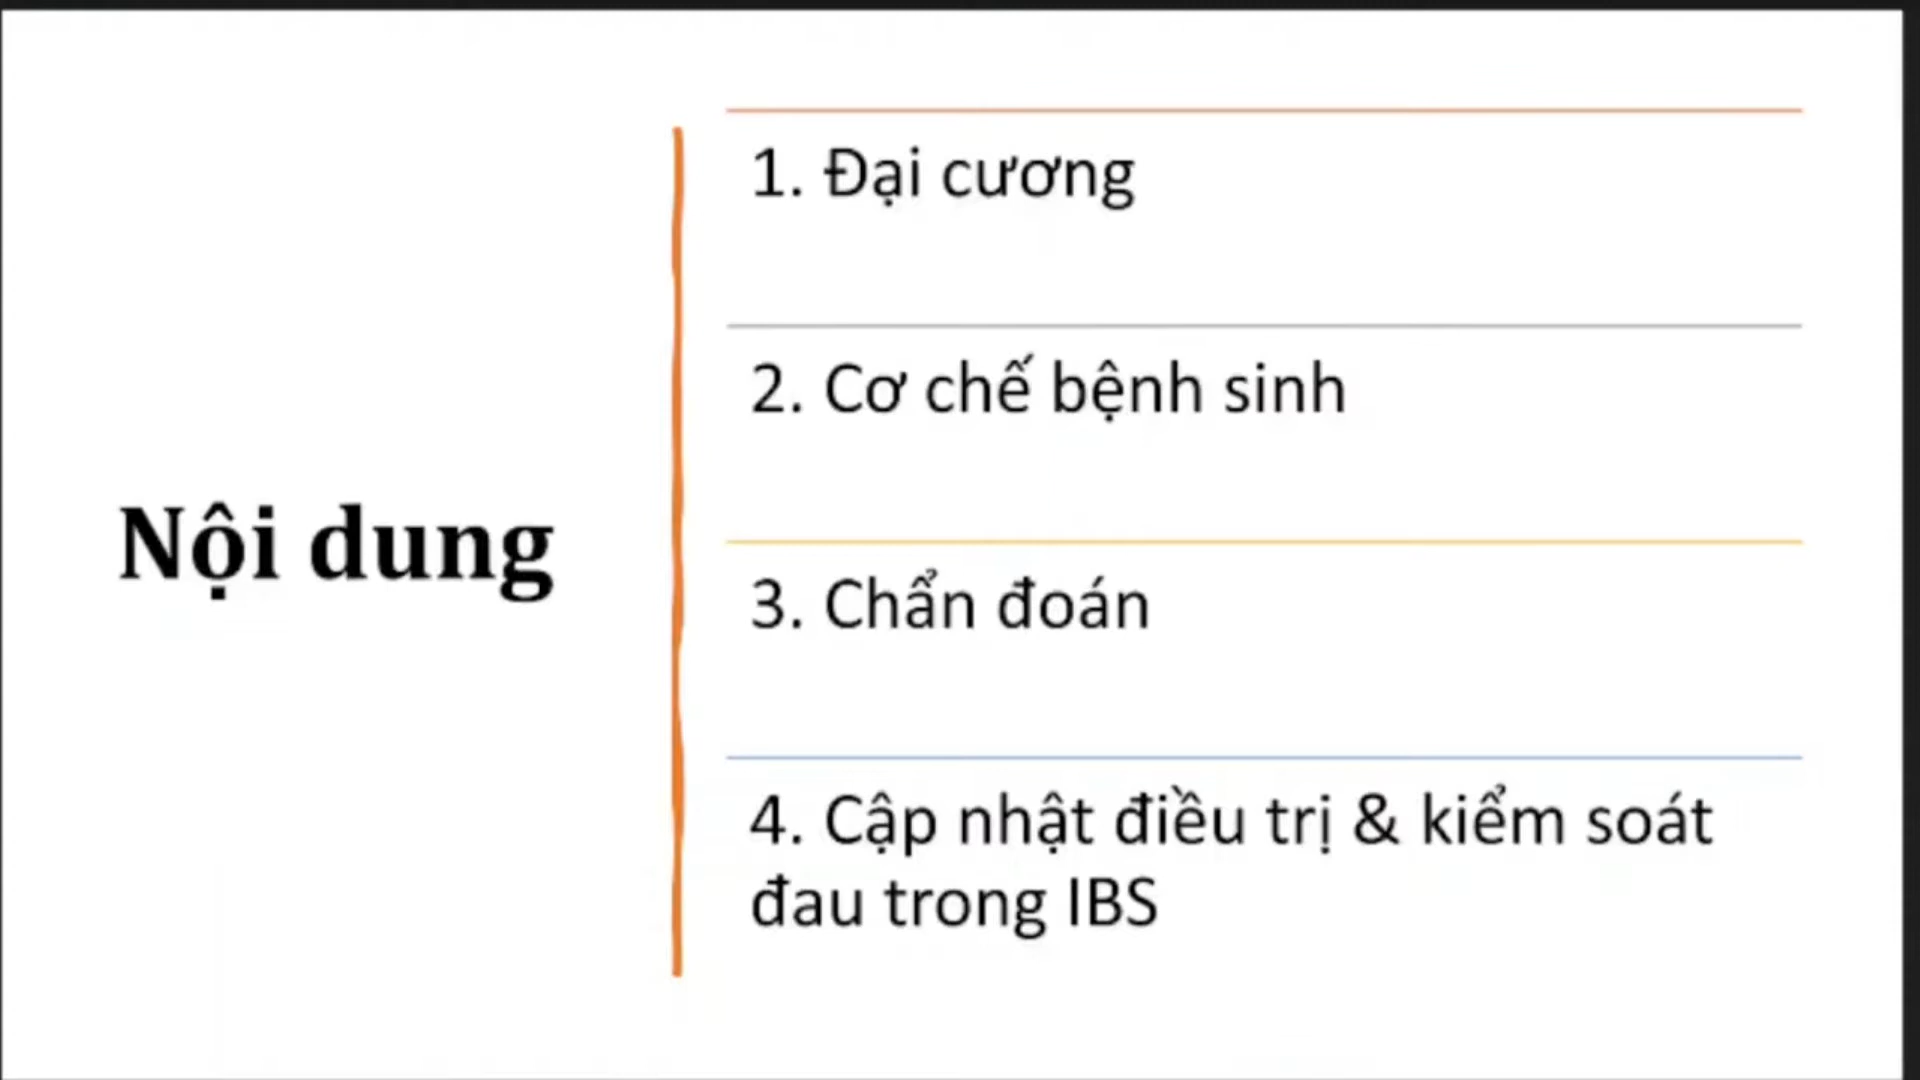 Nội dung
1. Đại cương
2. Cơ chế bệnh sinh
3. Chẩn đoán
4. Cập nhật điều trị & kiểm soát
đau trong IBS